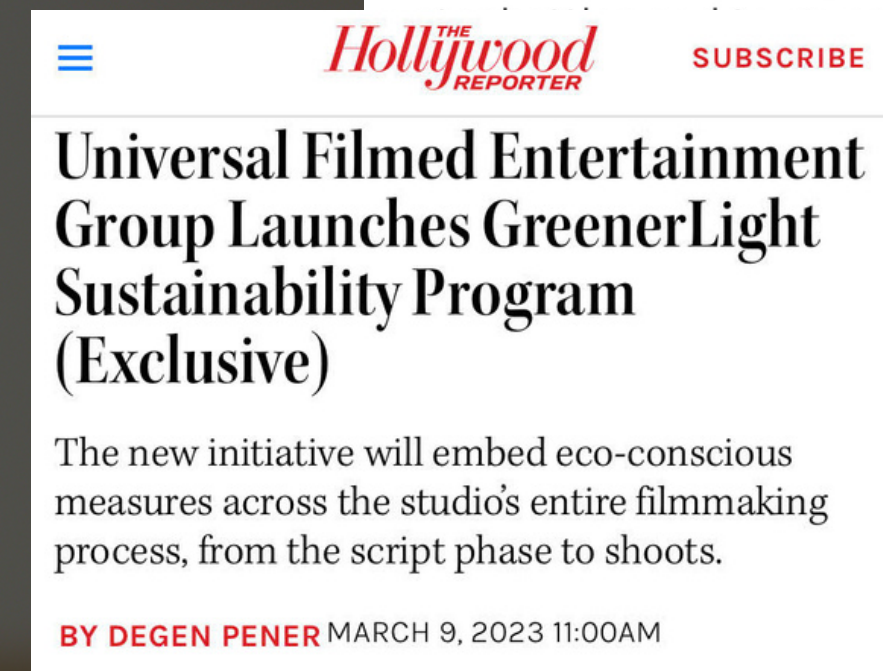 THE
Hollywood
REPORTER
SUBSCRIBE
Universal Filmed Entertainment
Group Launches GreenerLight
Sustainability Program
(Exclusive)
The new initiative will embed eco-conscious
measures across the studio's entire filmmaking
process, from the script phase to shoots.
BY DEGEN PENER MARCH 9, 2023 11:00AM